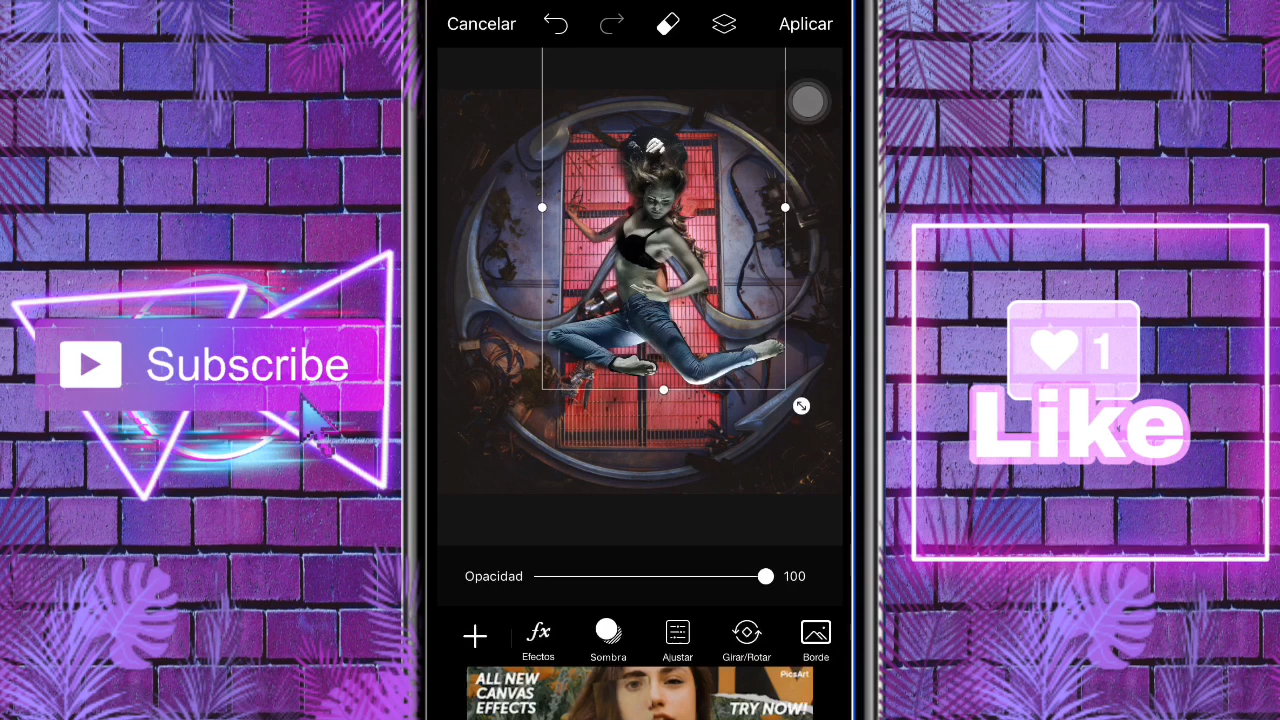 Cancelar
Aplicar
Subscribe
1
Like
Opacidad
100
Efectos
Sombra
Ajustar
Girar/Rotar
Borde
fx
ALL NEW
CANVAS
EFFECTS
PicsArt
TRY NOW!